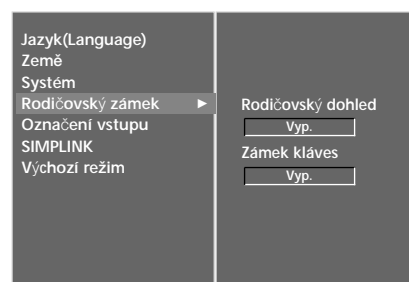 Jazyk(Language)
Země
Systém
Rodičovský zámek ►
Označení vstupu
SIMPLINK
Výchozí režim
Rodičovský dohled
Vyp.
Zámek kláves
Vyp.